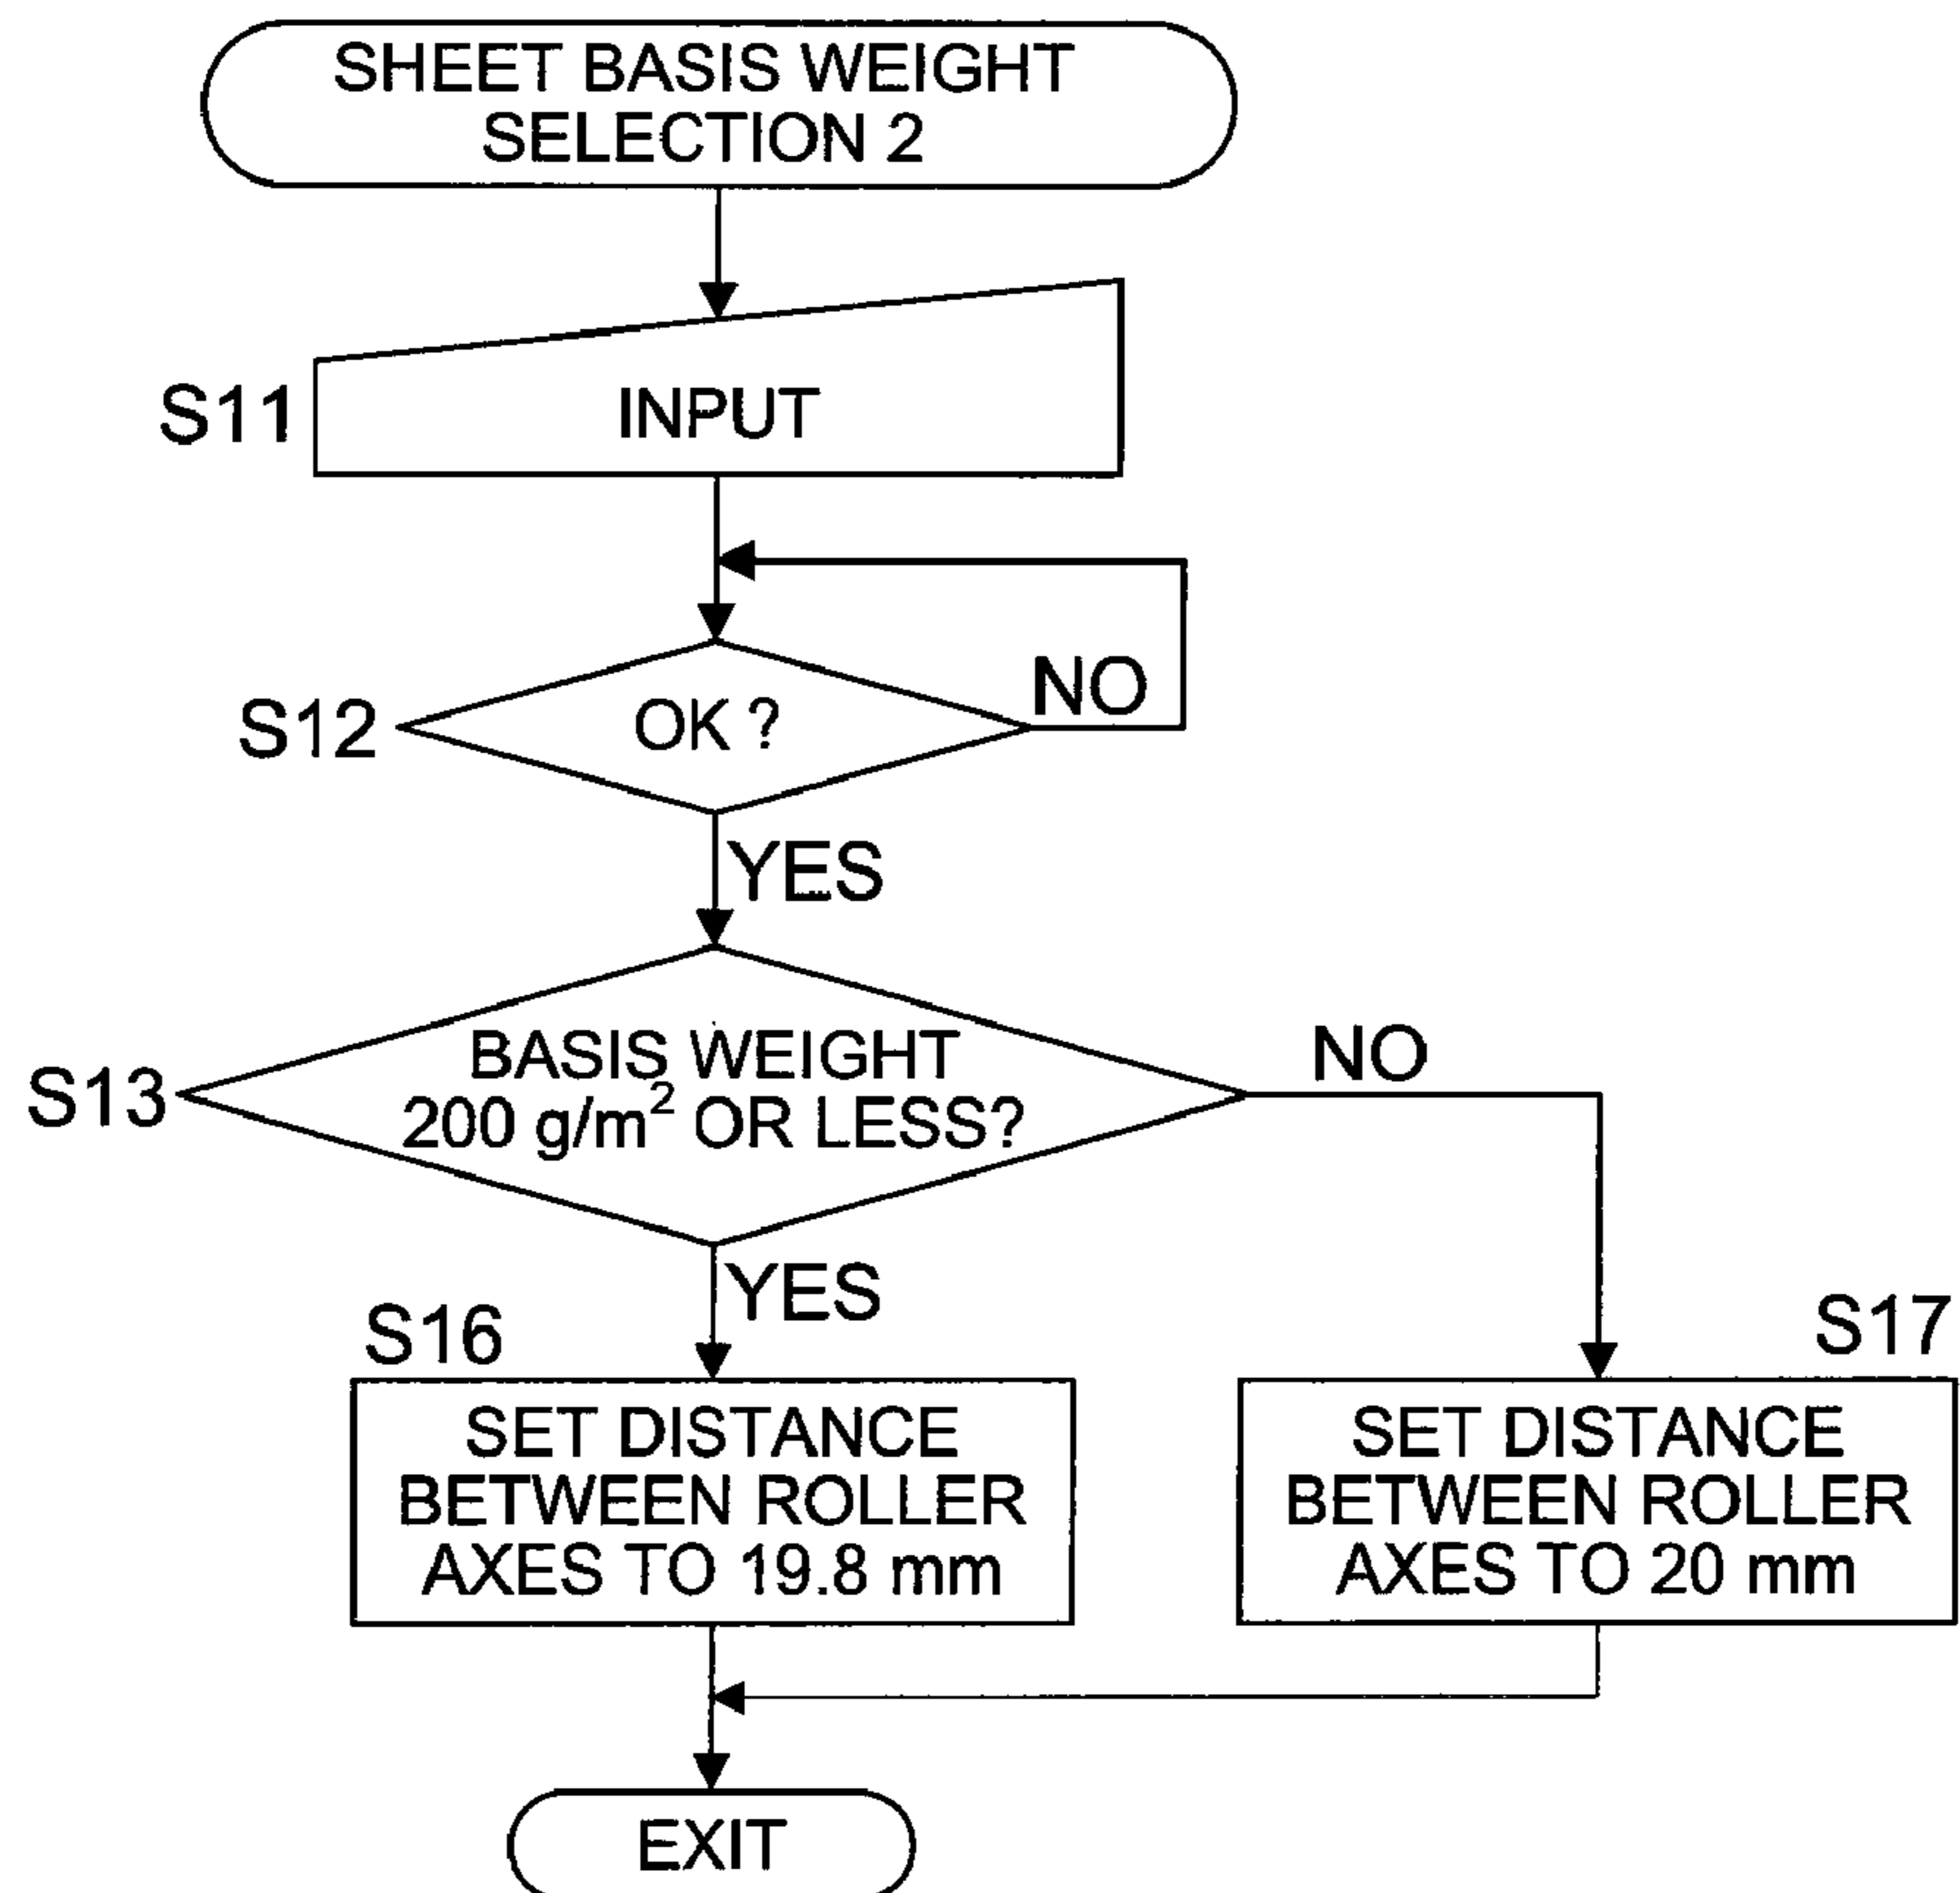 SHEET BASIS WEIGHT
SELECTION 2
S11
INPUT
S12
OK ?
NO
YES
S13
BASIS WEIGHT
200 g/m² OR LESS?
NO
YES
S16
SET DISTANCE
BETWEEN ROLLER
AXES TO 19.8 mm
S17
SET DISTANCE
BETWEEN ROLLER
AXES TO 20 mm
EXIT